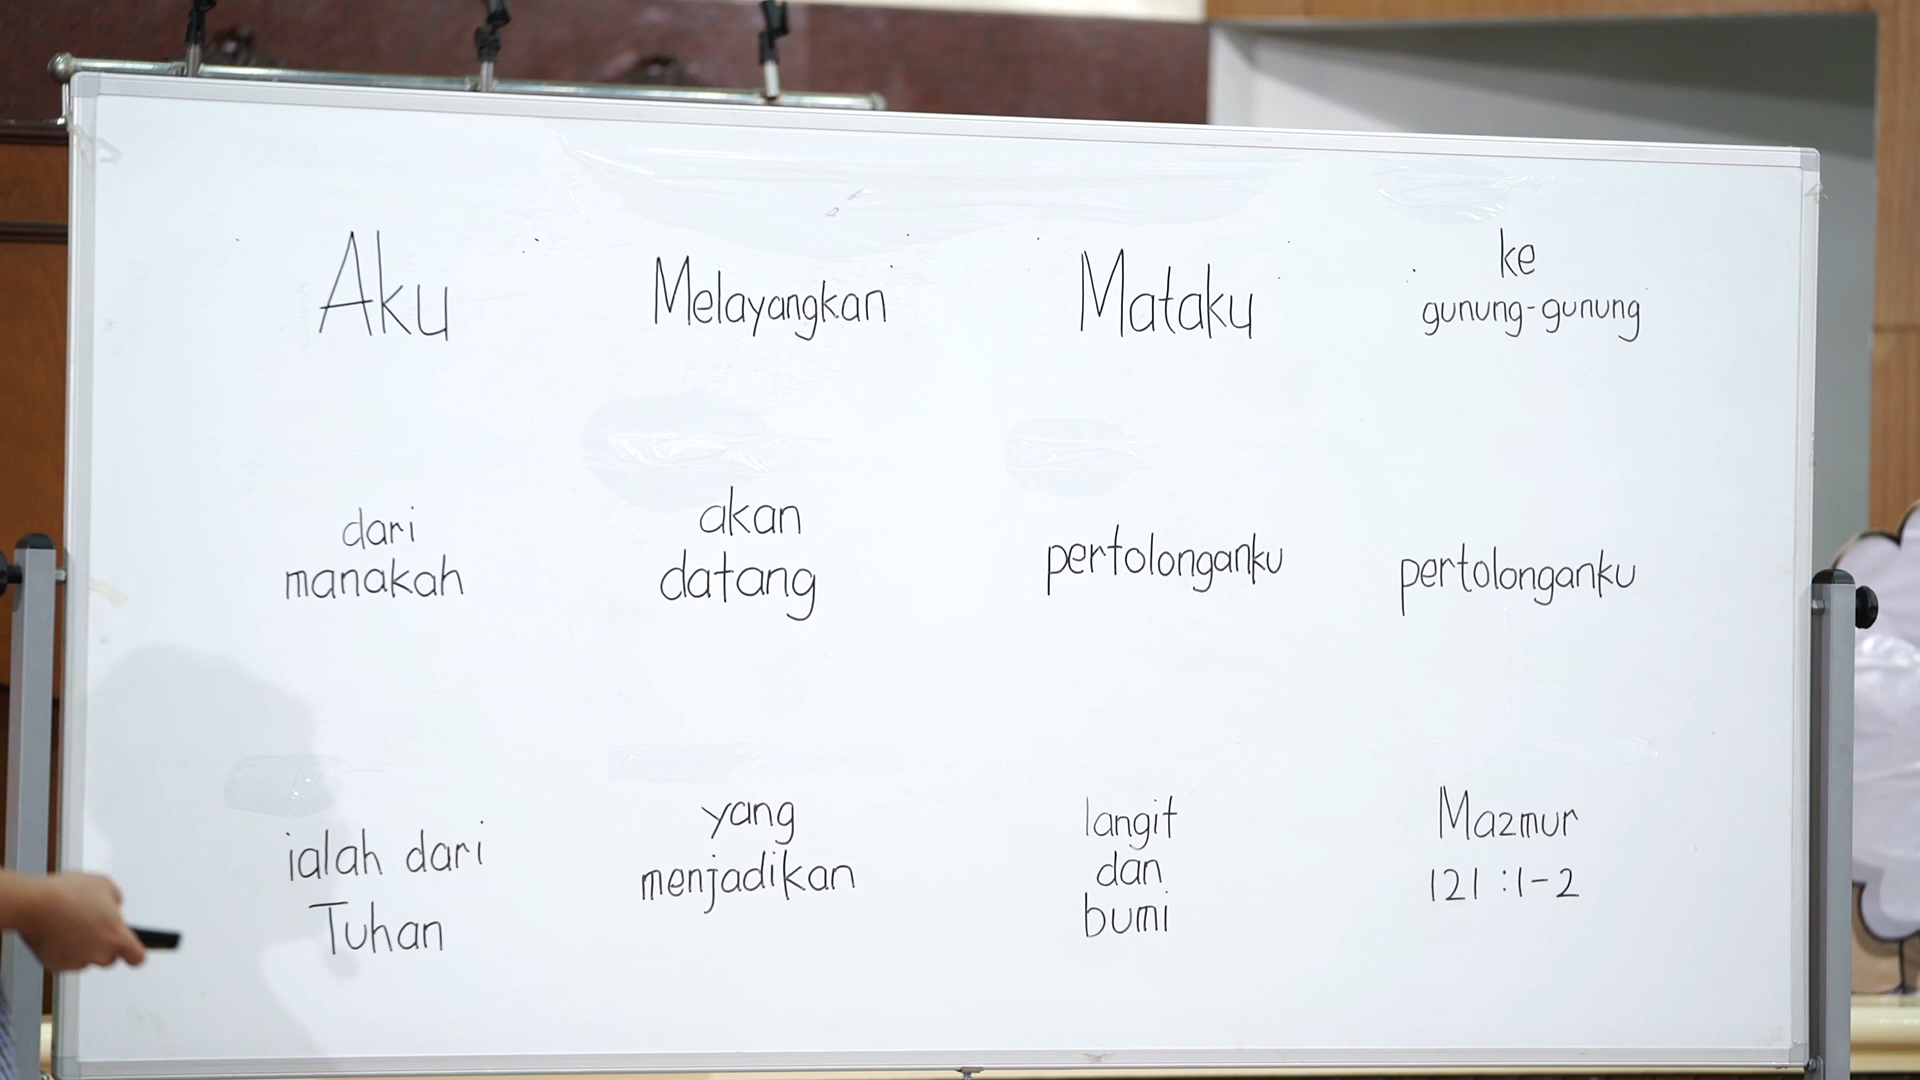 Aku Melayangkan Mataku ke
gunung-gunung
dari
manakah
akan
datang
pertolonganku
pertolonganku
ialah dari
Tuhan
yang
menjadikan
langit
dan
bumi
Mazmur
121 : 1-2